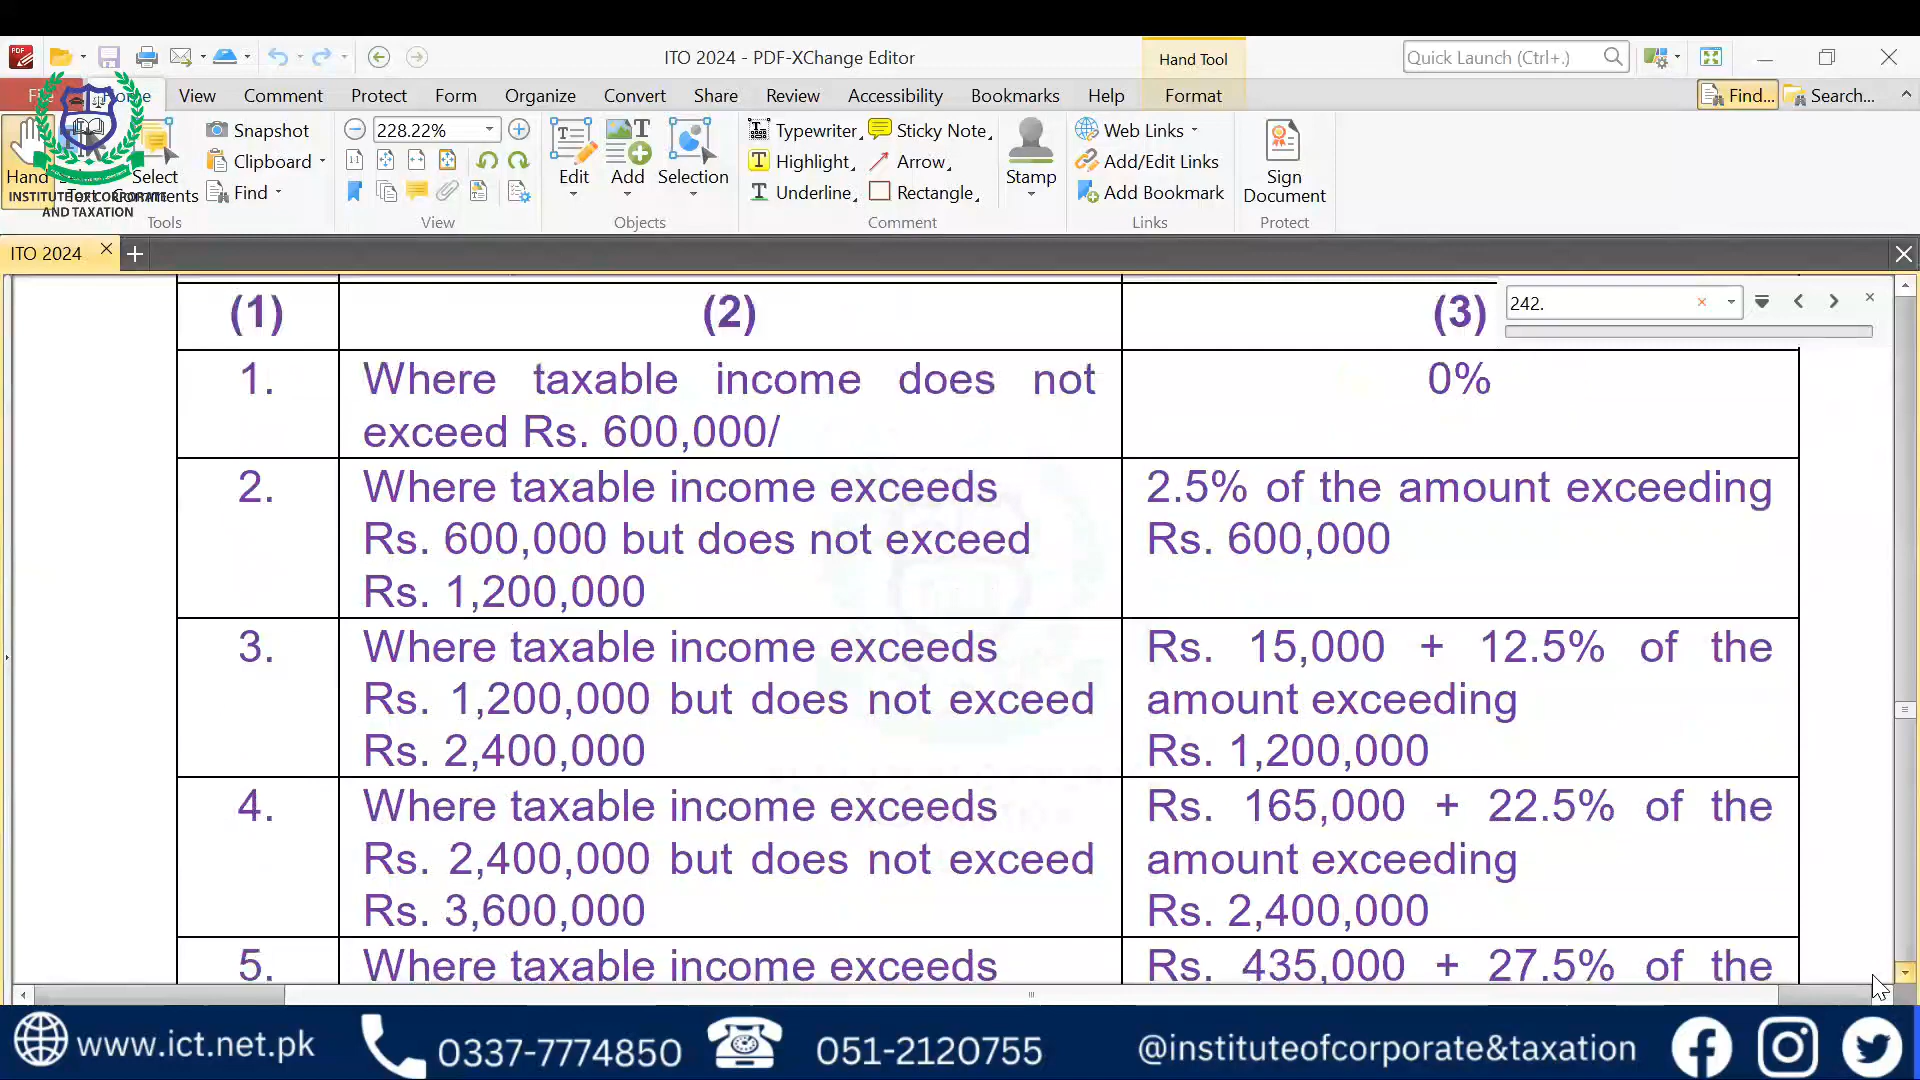 ITO 2024 - PDF-XChange Editor
Hand Tool
Quick Launch (Ctrl+.)
File
Home
View
Comment
Protect
Form
Organize
Convert
Share
Review
Accessibility
Bookmarks
Help
Format
Find...
Search...
Hand
Select
Text
Select
Comments
INSTITUTE OF CORPORATE
AND TAXATION
Snapshot
Clipboard
Find
Tools
228.22%
View
Edit
Add
Selection
Objects
Typewriter
Highlight
Underline
Sticky Note
Arrow
Rectangle
Stamp
Comment
Web Links
Add/Edit Links
Add Bookmark
Links
Sign
Document
Protect
ITO 2024
242.
(1) (2) (3)
1. Where taxable income does not 0%
exceed Rs. 600,000/
2. Where taxable income exceeds 2.5% of the amount exceeding
Rs. 600,000 but does not exceed Rs. 600,000
Rs. 1,200,000
3. Where taxable income exceeds Rs. 15,000 + 12.5% of the
Rs. 1,200,000 but does not exceed amount exceeding
Rs. 2,400,000 Rs. 1,200,000
4. Where taxable income exceeds Rs. 165,000 + 22.5% of the
Rs. 2,400,000 but does not exceed amount exceeding
Rs. 3,600,000 Rs. 2,400,000
5. Where taxable income exceeds Rs. 435,000 + 27.5% of the
www.ict.net.pk 0337-7774850 051-2120755 @instituteofcorporate&taxation